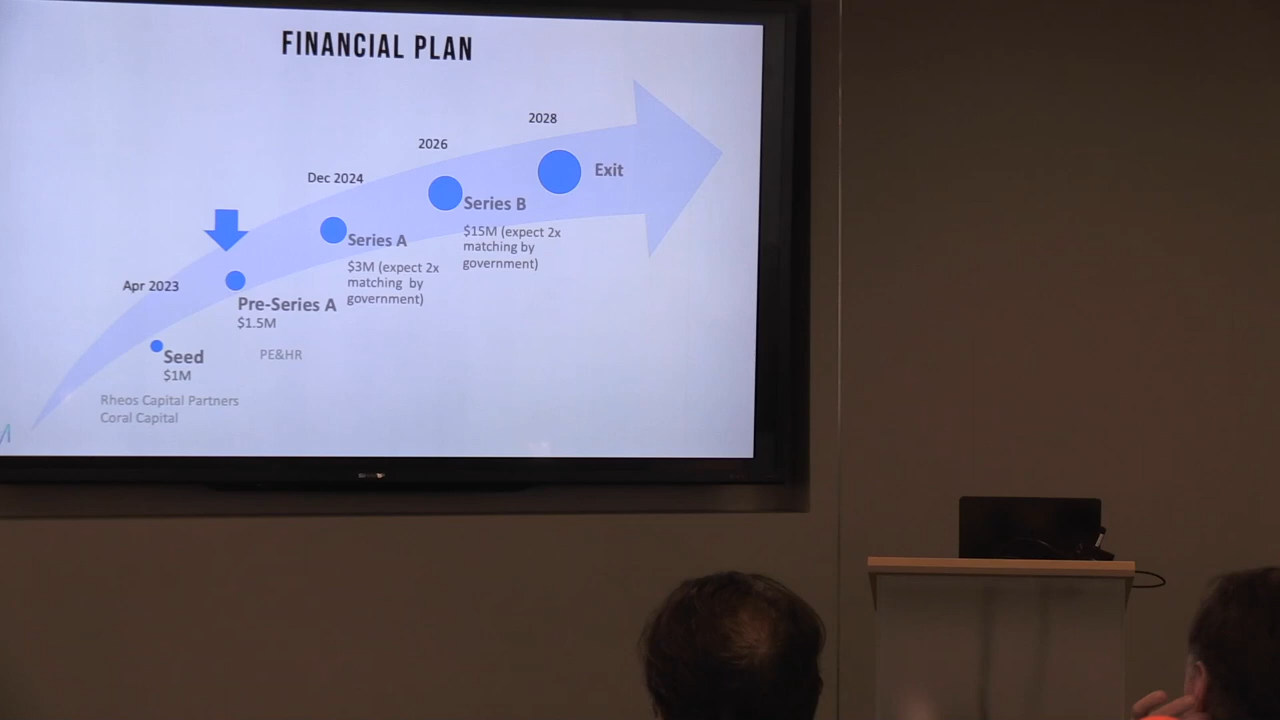 FINANCIAL PLAN
2028
2026
Dec 2024
Exit
Series B
$15M (expect 2x
matching by
government)
Series A
$3M (expect 2x
matching by
government)
Apr 2023
Pre-Series A
$1.5M
PE&HR
Seed
$1M
Rheos Capital Partners
Coral Capital